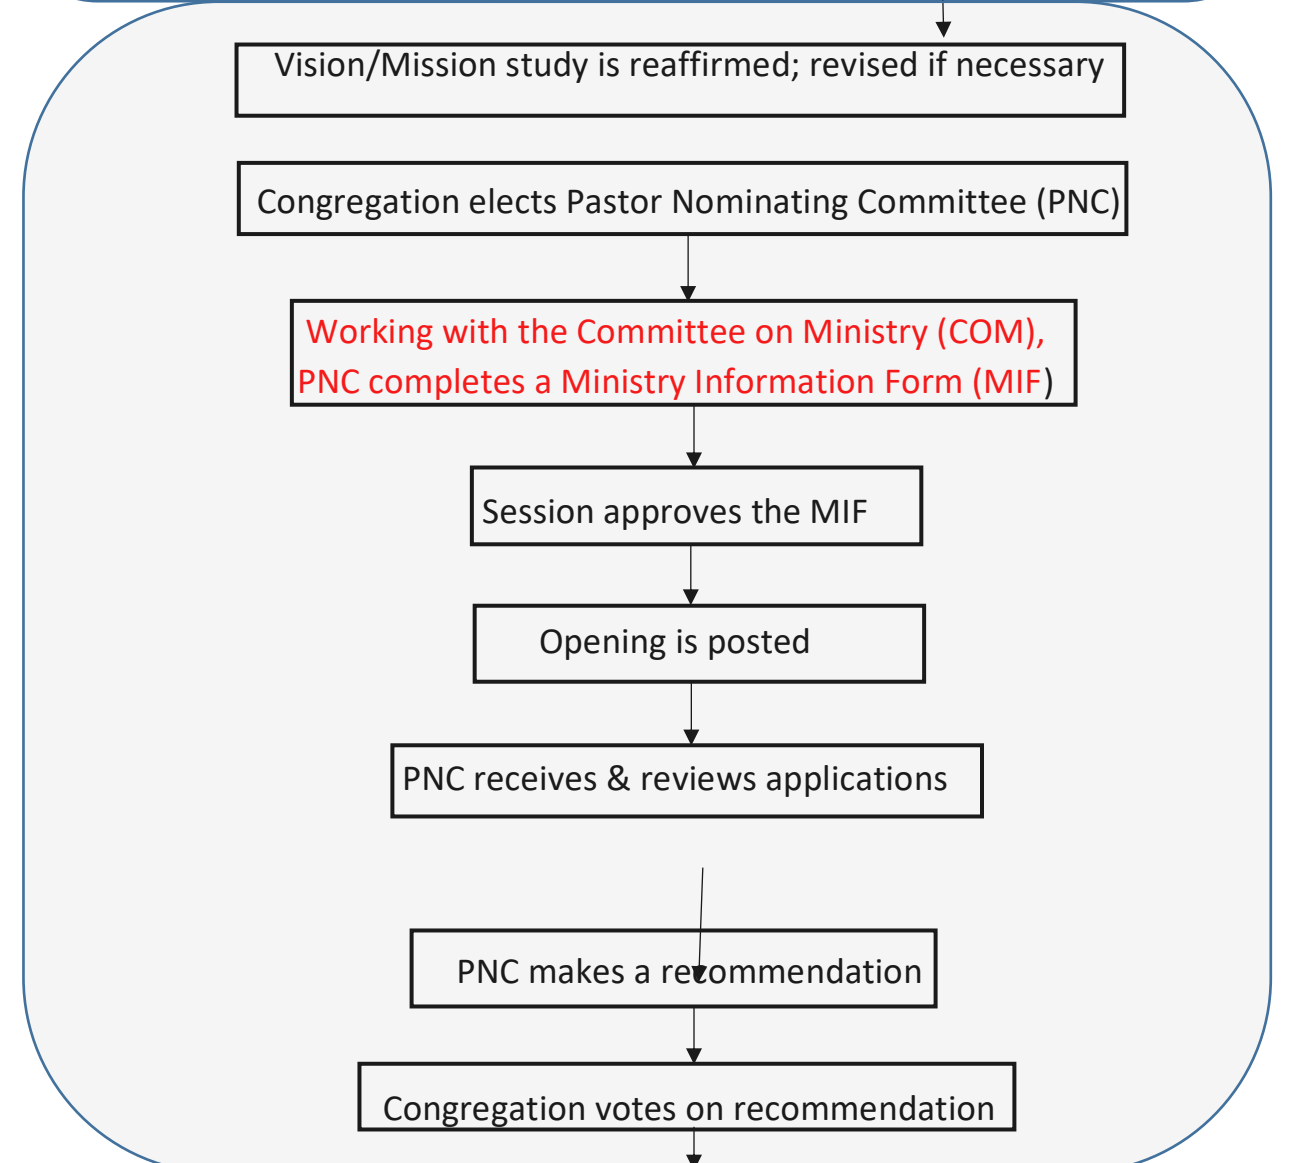 Vision/Mission study is reaffirmed; revised if necessary
Congregation elects Pastor Nominating Committee (PNC)
Working with the Committee on Ministry (COM),
PNC completes a Ministry Information Form (MIF)
Session approves the MIF
Opening is posted
PNC receives & reviews applications
PNC makes a recommendation
Congregation votes on recommendation